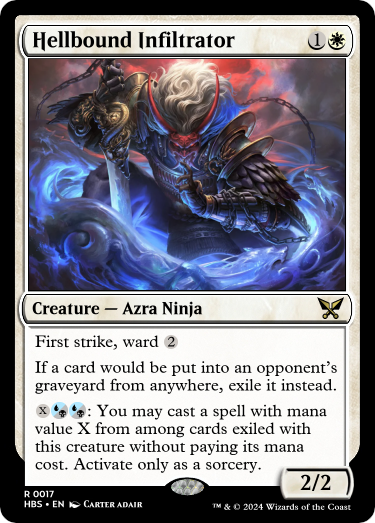 Hellbound Infiltrator 1
Creature — Azra Ninja
First strike, ward 2
If a card would be put into an opponent's
graveyard from anywhere, exile it instead.
X: You may cast a spell with mana
value X from among cards exiled with
this creature without paying its mana
cost. Activate only as a sorcery.
2/2
R 0017
HBS • EN CARTER ADAIR
™ & © 2024 Wizards of the Coast